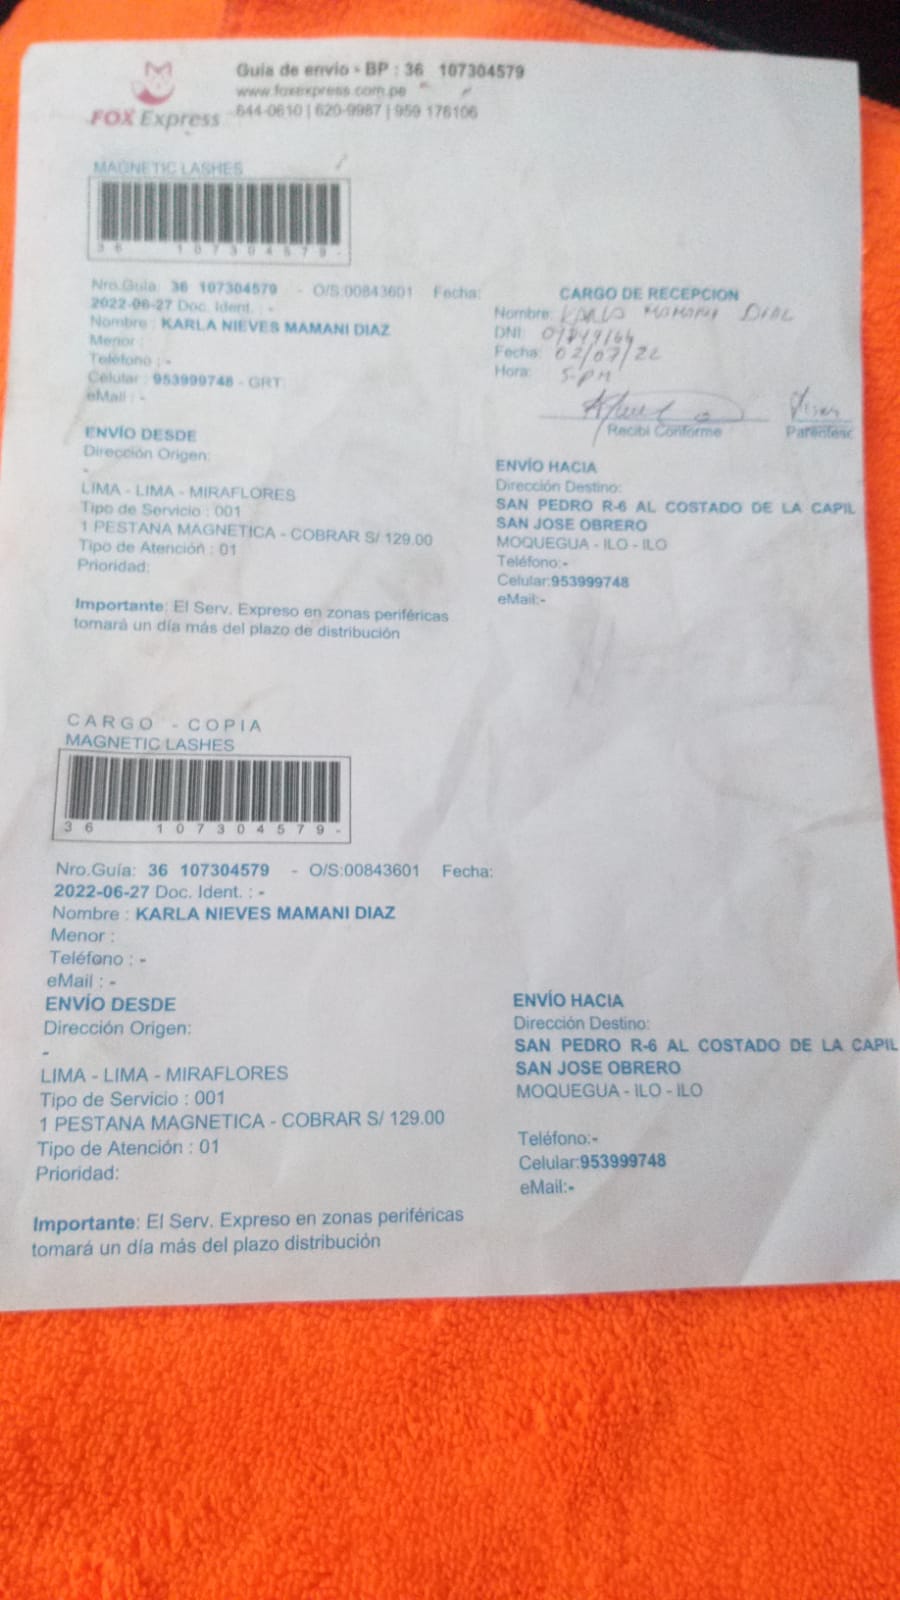 FOX Express
Guia de envio - BP : 36 107304579
www.foxexpress.com.pe
644-0610 | 620-9987 | 959 176106
MAGNETIC LASHES
36 107304579-
Nro.Guía: 36 107304579 - O/S:00843601 Fecha:
2022-06-27 Doc. Ident. : -
Nombre : KARLA NIEVES MAMANI DIAZ
Menor :
Teléfono : -
Celular : 953999748 - GRT:
eMail : -
CARGO DE RECEPCION
Nombre: Karla Mamani Diaz
DNI:
Fecha: 02/07/22
Hora: 5-PM
Recibi Conforme
Parentesc
ENVÍO DESDE
Dirección Origen:
-
LIMA - LIMA - MIRAFLORES
Tipo de Servicio : 001
1 PESTANA MAGNETICA - COBRAR S/ 129.00
Tipo de Atención : 01
Prioridad:
ENVÍO HACIA
Dirección Destino:
SAN PEDRO R-6 AL COSTADO DE LA CAPIL
SAN JOSE OBRERO
MOQUEGUA - ILO - ILO
Teléfono:-
Celular:953999748
eMail:-
Importante: El Serv. Expreso en zonas periféricas
tomará un día más del plazo de distribución
CARGO - COPIA
MAGNETIC LASHES
36 107304579-
Nro.Guía: 36 107304579 - O/S:00843601 Fecha:
2022-06-27 Doc. Ident. : -
Nombre : KARLA NIEVES MAMANI DIAZ
Menor :
Teléfono : -
eMail : -
ENVÍO DESDE
Dirección Origen:
-
LIMA - LIMA - MIRAFLORES
Tipo de Servicio : 001
1 PESTANA MAGNETICA - COBRAR S/ 129.00
Tipo de Atención : 01
Prioridad:
ENVÍO HACIA
Dirección Destino:
SAN PEDRO R-6 AL COSTADO DE LA CAPIL
SAN JOSE OBRERO
MOQUEGUA - ILO - ILO
Teléfono:-
Celular:953999748
eMail:-
Importante: El Serv. Expreso en zonas periféricas
tomará un día más del plazo distribución